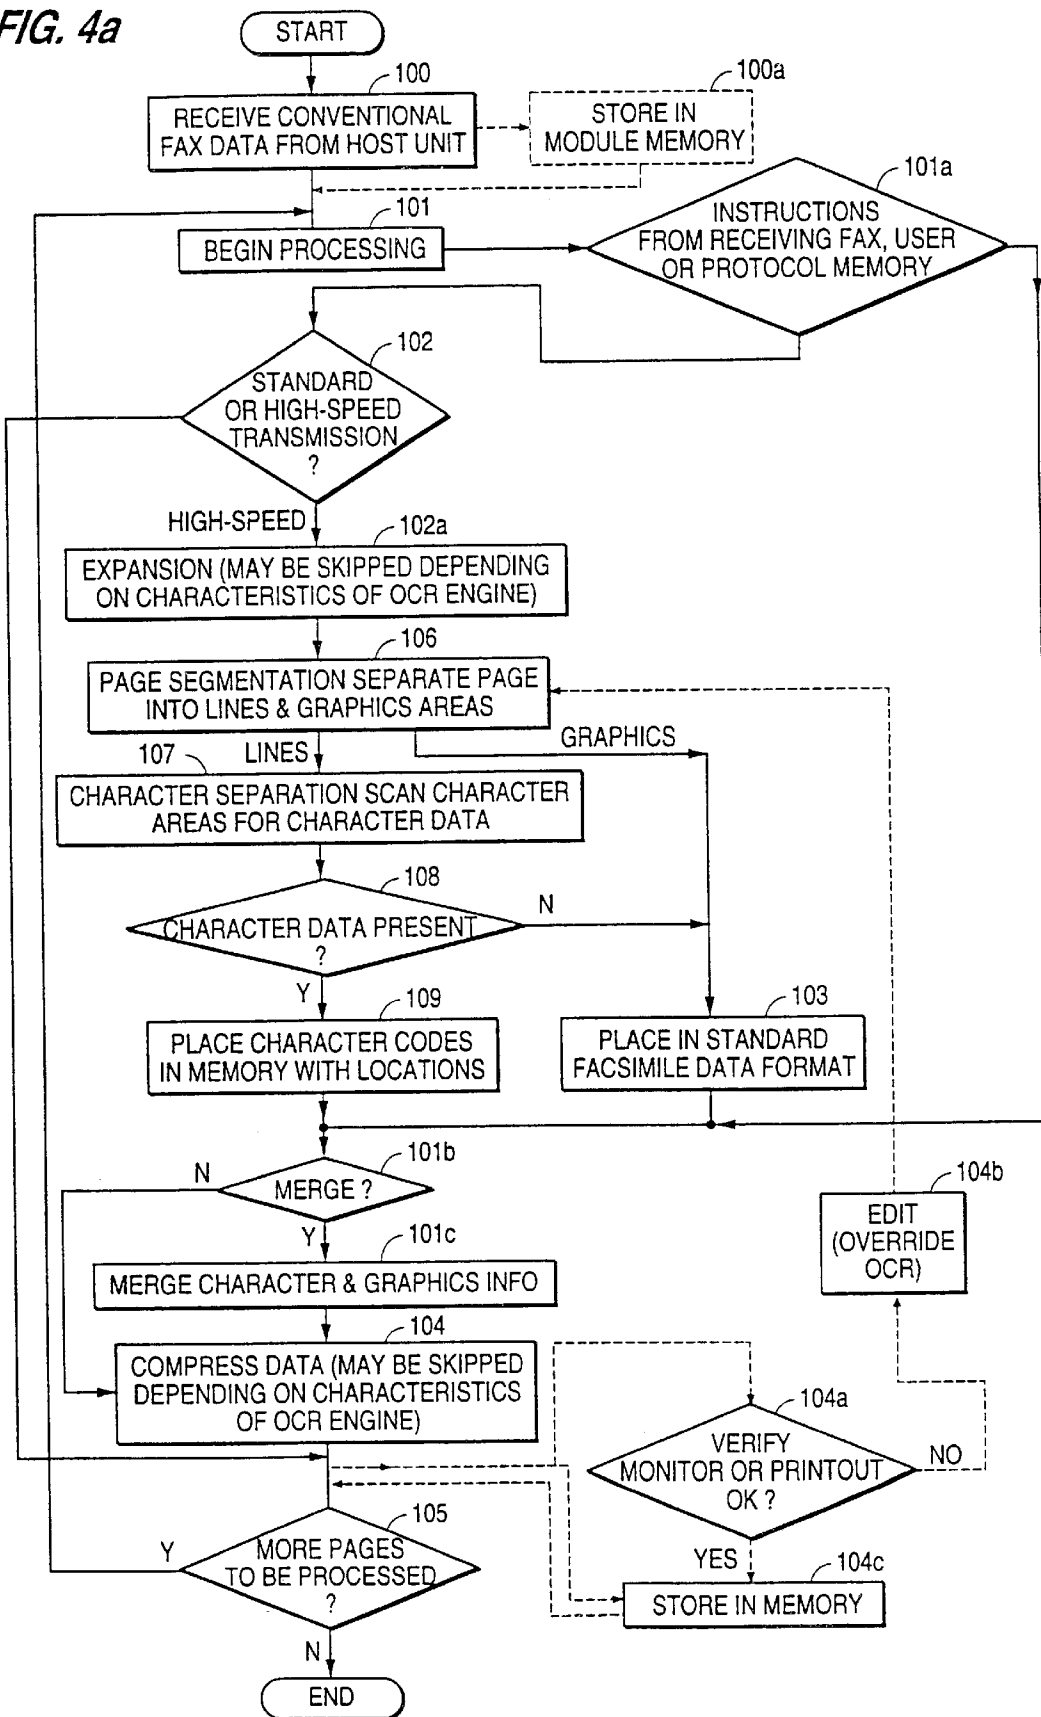 FIG. 4a
START
100
RECEIVE CONVENTIONAL
FAX DATA FROM HOST UNIT
100a
STORE IN
MODULE MEMORY
101
BEGIN PROCESSING
101a
INSTRUCTIONS
FROM RECEIVING FAX, USER
OR PROTOCOL MEMORY
102
STANDARD
OR HIGH-SPEED
TRANSMISSION
?
HIGH-SPEED
102a
EXPANSION (MAY BE SKIPPED DEPENDING
ON CHARACTERISTICS OF OCR ENGINE)
106
PAGE SEGMENTATION SEPARATE PAGE
INTO LINES & GRAPHICS AREAS
GRAPHICS
107
LINES
CHARACTER SEPARATION SCAN CHARACTER
AREAS FOR CHARACTER DATA
108
CHARACTER DATA PRESENT
?
N
Y
109
PLACE CHARACTER CODES
IN MEMORY WITH LOCATIONS
103
PLACE IN STANDARD
FACSIMILE DATA FORMAT
101b
MERGE ?
N
Y
101c
MERGE CHARACTER & GRAPHICS INFO
104b
EDIT
(OVERRIDE
OCR)
104
COMPRESS DATA (MAY BE SKIPPED
DEPENDING ON CHARACTERISTICS
OF OCR ENGINE)
104a
VERIFY
MONITOR OR PRINTOUT
OK ?
NO
YES
104c
STORE IN MEMORY
105
MORE PAGES
TO BE PROCESSED
?
Y
N
END